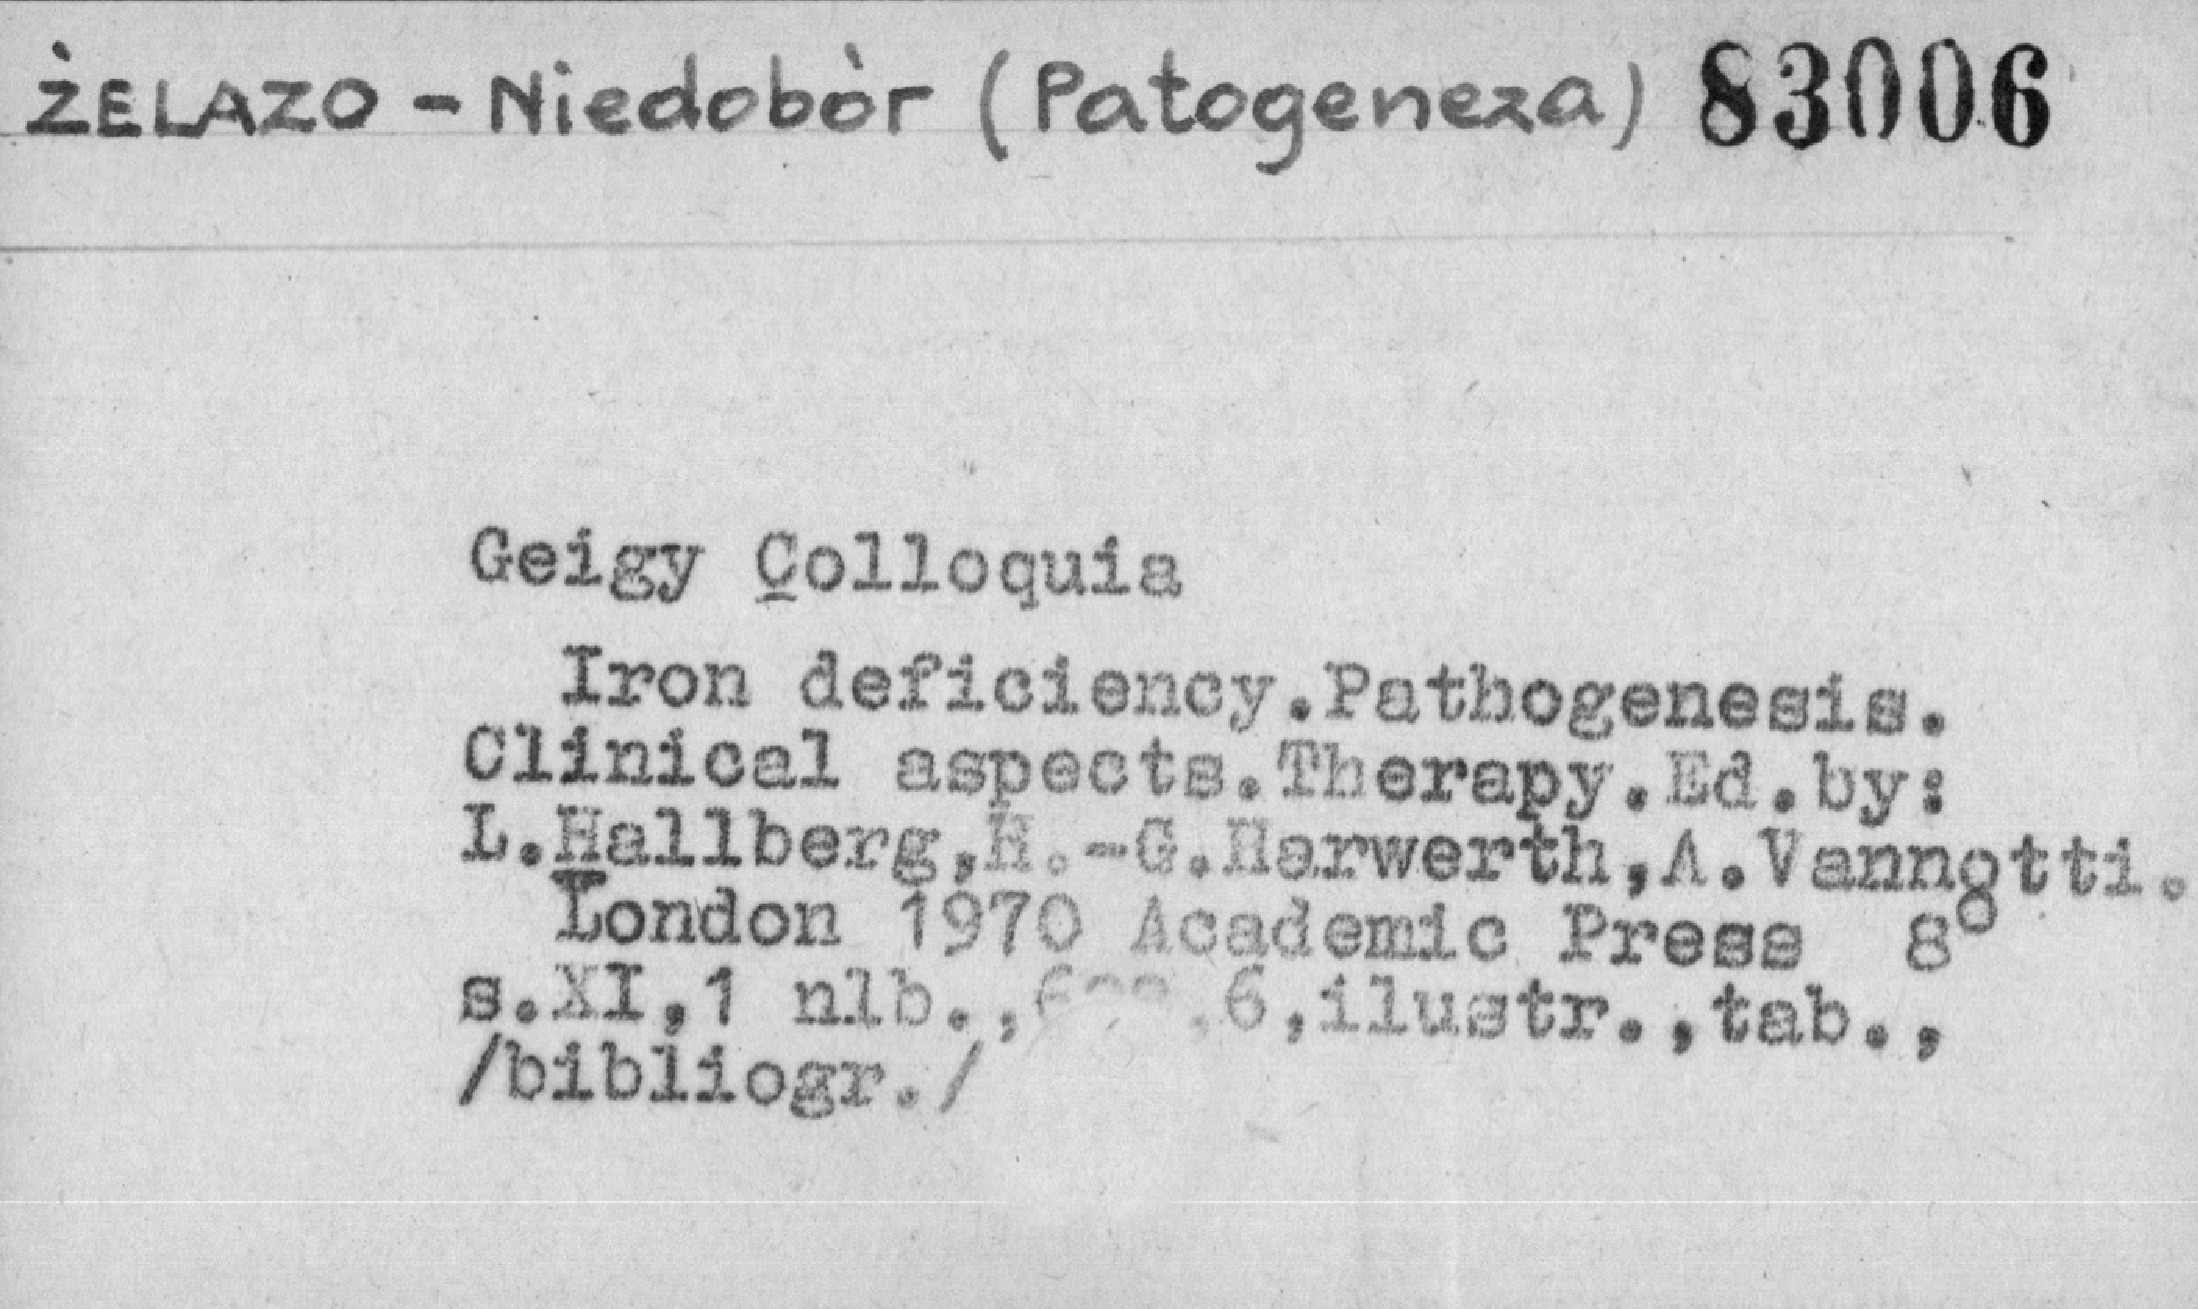 ŻELAZO - Niedobòr (Patogeneza) 83006
Geigy Colloquia
Iron deficiency.Pathogenesis.
Clinical aspects.Therapy.Ed.by:
L.Hallberg,H.-G.Harwerth,A.Vannotti.
London 1970 Academic Press 8°
s.XI,1 nlb., 6,ilustr.,tab.,
/bibliogr./